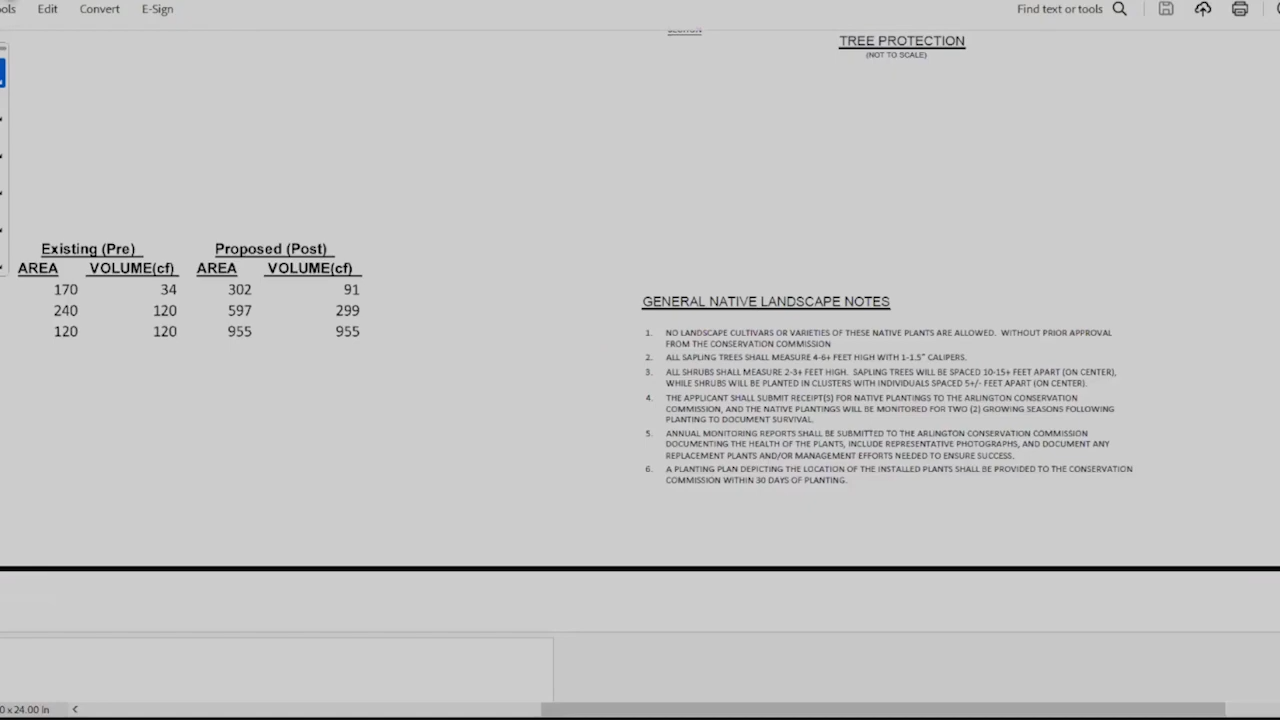 Edit Convert E-Sign Find text or tools
TREE PROTECTION
(NOT TO SCALE)
Existing (Pre) Proposed (Post)
AREA VOLUME(cf) AREA VOLUME(cf)
170 34 302 91
240 120 597 299
120 120 955 955
GENERAL NATIVE LANDSCAPE NOTES
1. NO LANDSCAPE CULTIVARS OR VARIETIES OF THESE NATIVE PLANTS ARE ALLOWED. WITHOUT PRIOR APPROVAL
FROM THE CONSERVATION COMMISSION
2. ALL SAPLING TREES SHALL MEASURE 4-6+ FEET HIGH WITH 1-1.5" CALIPERS.
3. ALL SHRUBS SHALL MEASURE 2-3+ FEET HIGH. SAPLING TREES WILL BE SPACED 10-15+ FEET APART (ON CENTER),
WHILE SHRUBS WILL BE PLANTED IN CLUSTERS WITH INDIVIDUALS SPACED 5+/- FEET APART (ON CENTER).
4. THE APPLICANT SHALL SUBMIT RECEIPT(S) FOR NATIVE PLANTINGS TO THE ARLINGTON CONSERVATION
COMMISSION, AND THE NATIVE PLANTINGS WILL BE MONITORED FOR TWO (2) GROWING SEASONS FOLLOWING
PLANTING TO DOCUMENT SURVIVAL.
5. ANNUAL MONITORING REPORTS SHALL BE SUBMITTED TO THE ARLINGTON CONSERVATION COMMISSION
DOCUMENTING THE HEALTH OF THE PLANTS, INCLUDE REPRESENTATIVE PHOTOGRAPHS, AND DOCUMENT ANY
REPLACEMENT PLANTS AND/OR MANAGEMENT EFFORTS NEEDED TO ENSURE SUCCESS.
6. A PLANTING PLAN DEPICTING THE LOCATION OF THE INSTALLED PLANTS SHALL BE PROVIDED TO THE CONSERVATION
COMMISSION WITHIN 30 DAYS OF PLANTING.
0 x 24.00 in